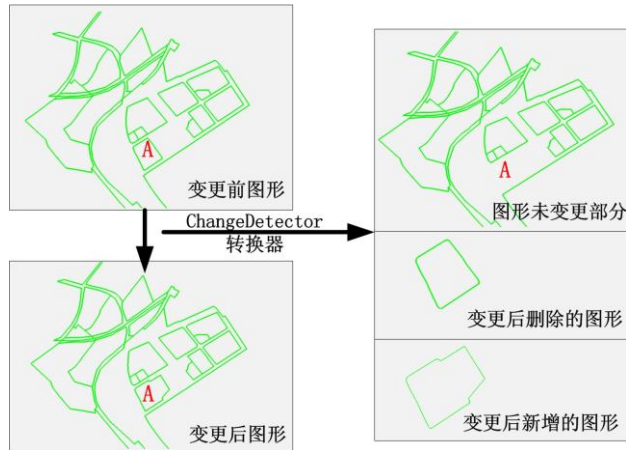 A
变更前图形
ChangeDetector
转换器
A
变更后图形
A
图形未变更部分
变更后删除的图形
变更后新增的图形